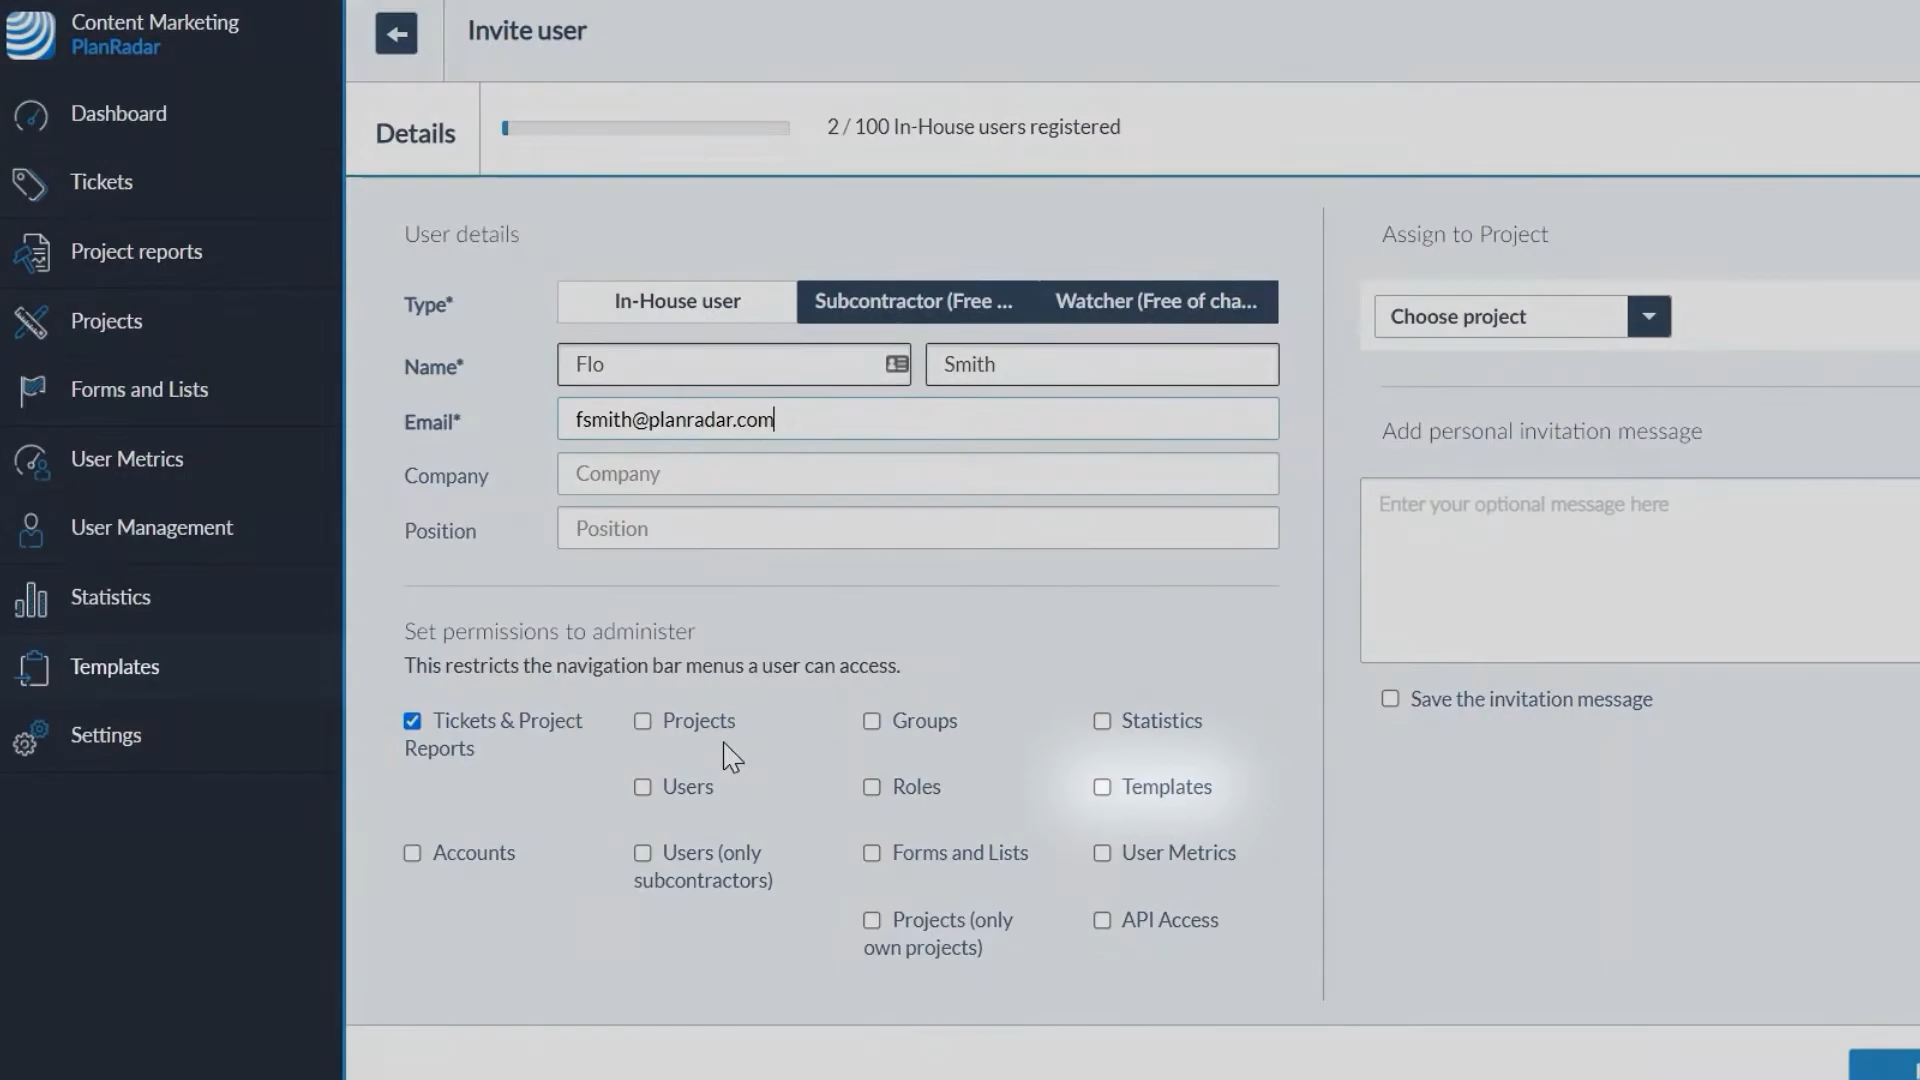 Content Marketing
PlanRadar
Dashboard
Tickets
Project reports
Projects
Forms and Lists
User Metrics
User Management
Statistics
Templates
Settings
Invite user
Details
2 / 100 In-House users registered
User details
Type*
In-House user
Subcontractor (Free ...
Watcher (Free of cha...
Name*
Flo
Smith
Email*
fsmith@planradar.com
Company
Company
Position
Position
Set permissions to administer
This restricts the navigation bar menus a user can access.
Tickets & Project
Reports
Projects
Groups
Statistics
Users
Roles
Templates
Accounts
Users (only
subcontractors)
Forms and Lists
User Metrics
Projects (only
own projects)
API Access
Assign to Project
Choose project
Add personal invitation message
Enter your optional message here
Save the invitation message